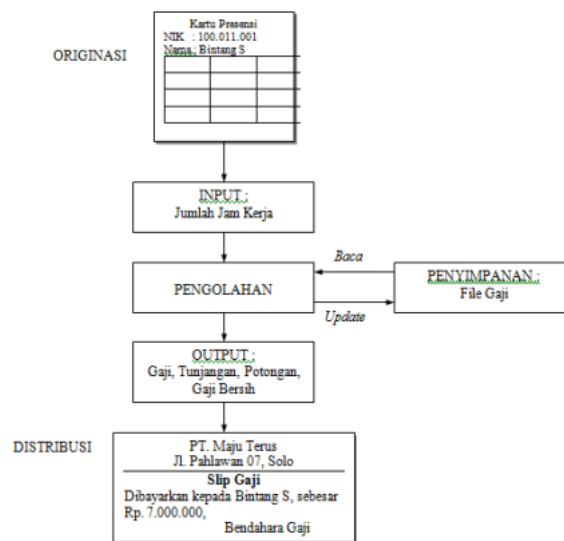 Kartu Presensi
NIK : 100.011.001
Nama : Bintang S
ORIGINASI
INPUT :
Jumlah Jam Kerja
Baca
PENGOLAHAN
PENYIMPANAN :
File Gaji
Update
OUTPUT :
Gaji, Tunjangan, Potongan,
Gaji Bersih
DISTRIBUSI
PT. Maju Terus
Jl. Pahlawan 07, Solo
Slip Gaji
Dibayarkan kepada Bintang S, sebesar
Rp. 7.000.000,
Bendahara Gaji